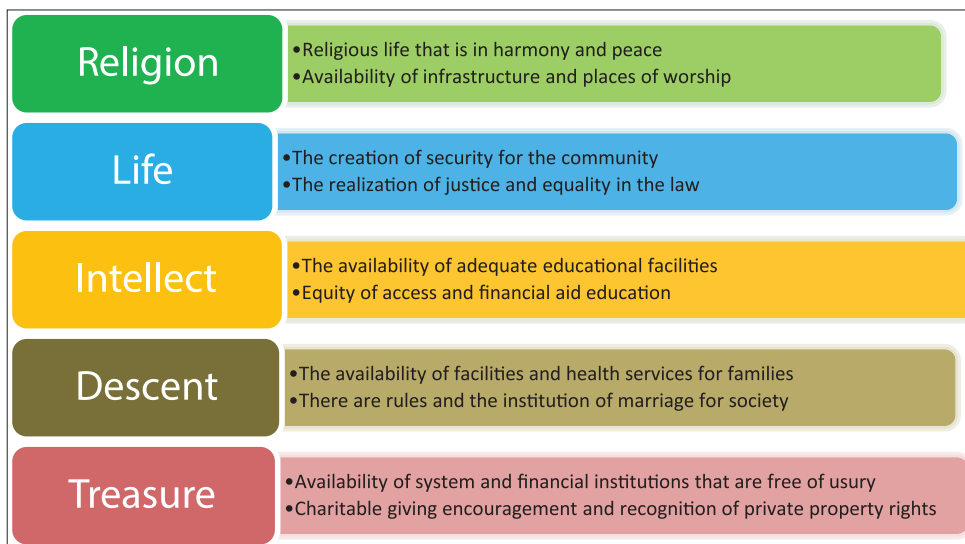 Religion
•Religious life that is in harmony and peace
•Availability of infrastructure and places of worship
Life
•The creation of security for the community
•The realization of justice and equality in the law
Intellect
•The availability of adequate educational facilities
•Equity of access and financial aid education
Descent
•The availability of facilities and health services for families
•There are rules and the institution of marriage for society
Treasure
•Availability of system and financial institutions that are free of usury
•Charitable giving encouragement and recognition of private property rights